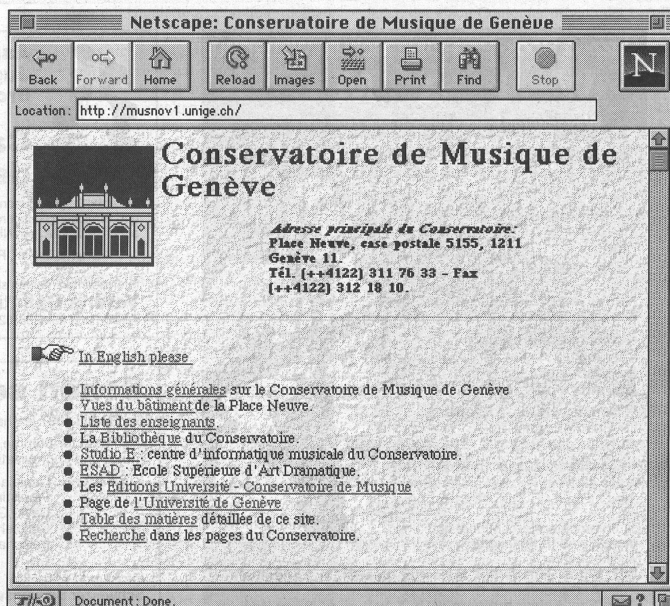 Netscape: Conservatoire de Musique de Genève
Back Forward Home Reload Images Open Print Find Stop
N
Location: http://musnov1.unige.ch/
Conservatoire de Musique de
Genève
Adresse principale du Conservatoire:
Place Neuve, case postale 5155, 1211
Genève 11.
Tél. (++4122) 311 76 33 - Fax
(++4122) 312 18 10.
In English please
Informations générales sur le Conservatoire de Musique de Genève
Vues du bâtiment de la Place Neuve.
Liste des enseignants.
La Bibliothèque du Conservatoire.
Studio E : centre d'informatique musicale du Conservatoire.
ESAD : Ecole Supérieure d'Art Dramatique.
Les Editions Université - Conservatoire de Musique
Page de l'Université de Genève
Table des matières détaillée de ce site.
Recherche dans les pages du Conservatoire.
Document: Done.
?